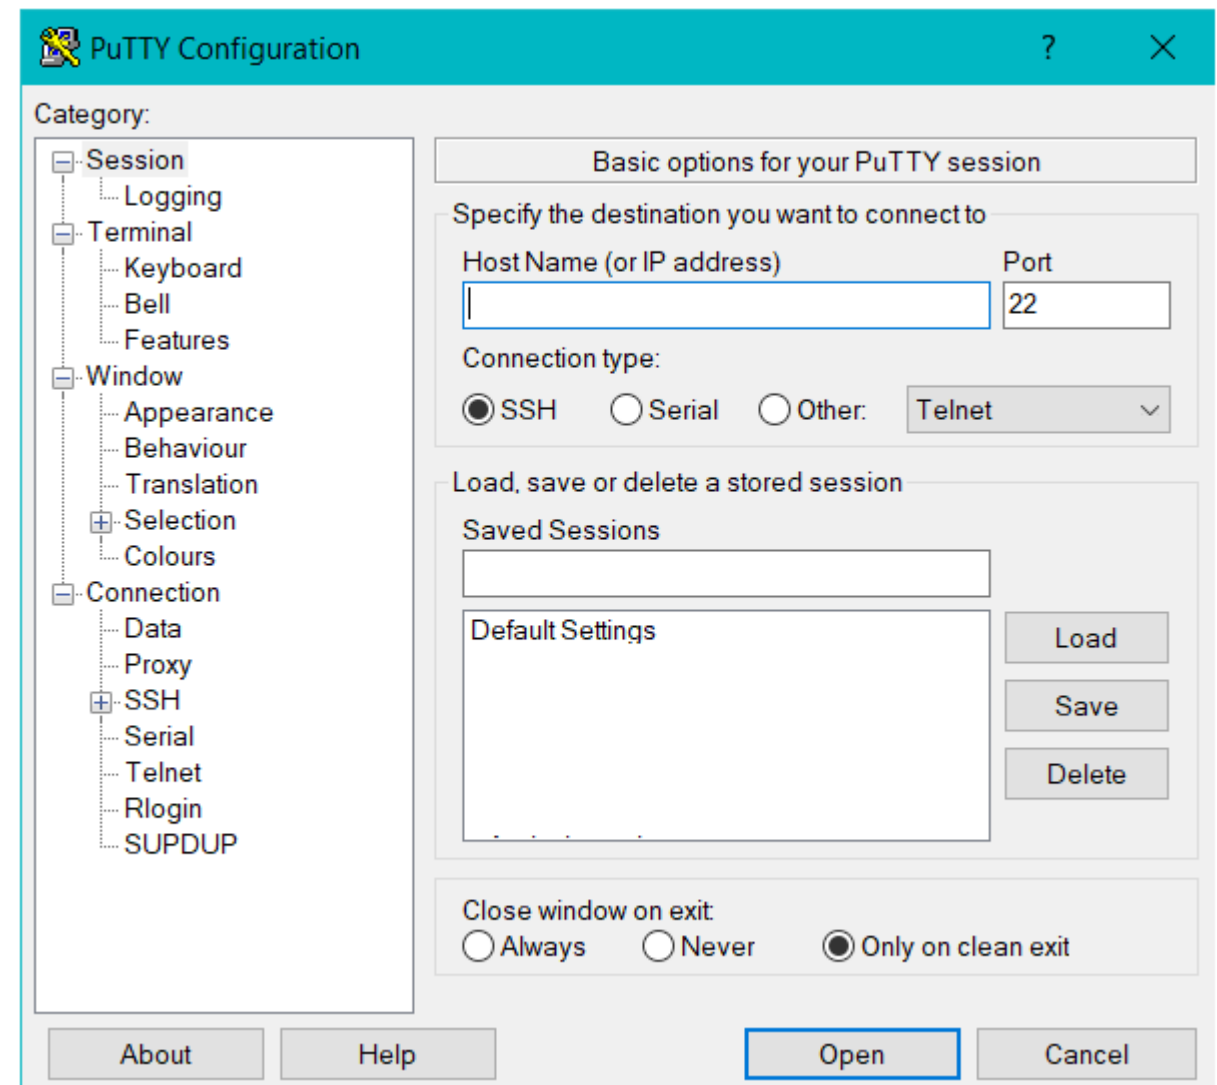 PuTTY Configuration
?
Category:
Session
Logging
Terminal
Keyboard
Bell
Features
Window
Appearance
Behaviour
Translation
Selection
Colours
Connection
Data
Proxy
SSH
Serial
Telnet
Rlogin
SUPDUP
Basic options for your PuTTY session
Specify the destination you want to connect to
Host Name (or IP address) Port
22
Connection type:
SSH Serial Other: Telnet
Load, save or delete a stored session
Saved Sessions
Default Settings
Load
Save
Delete
Close window on exit:
Always Never Only on clean exit
About Help Open Cancel